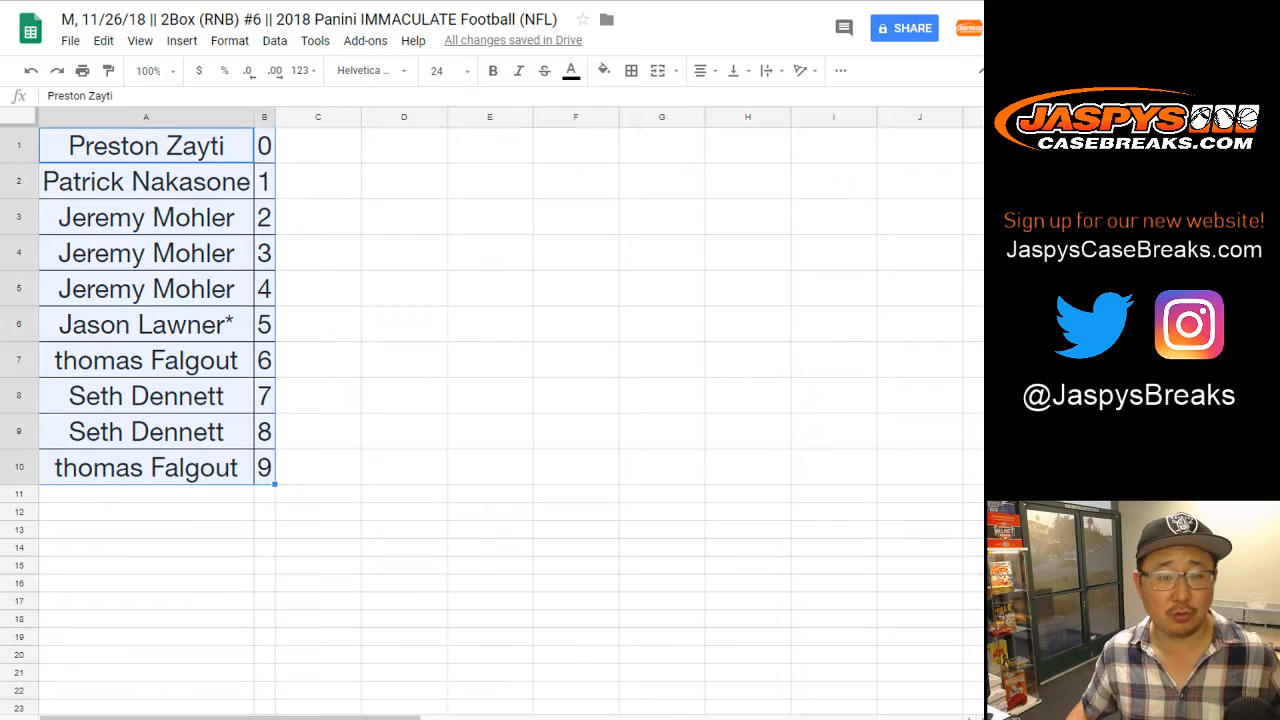 M, 11/26/18 || 2Box (RNB) #6 || 2018 Panini IMMACULATE Football (NFL)
File Edit View Insert Format Data Tools Add-ons Help All changes saved in Drive
SHARE
100% $ % .0 .00 123 Helvetica ... 24 B I S A
fx Preston Zayti
A B C D E F G H I J
1 Preston Zayti 0
2 Patrick Nakasone 1
3 Jeremy Mohler 2
4 Jeremy Mohler 3
5 Jeremy Mohler 4
6 Jason Lawner* 5
7 thomas Falgout 6
8 Seth Dennett 7
9 Seth Dennett 8
10 thomas Falgout 9
11
12
13
14
15
16
17
18
19
20
21
22
23
JASPYS
CASEBREAKS.COM
Sign up for our new website!
JaspysCaseBreaks.com
@JaspysBreaks